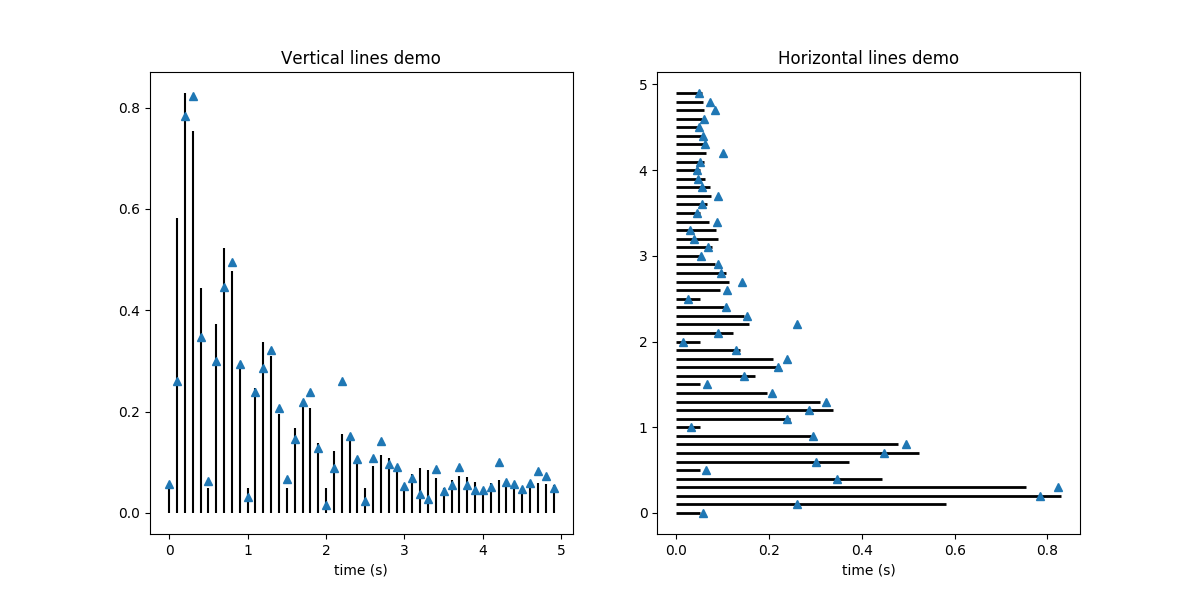 Vertical lines demo
0.8
0.6
0.4
0.2
0.0
0 1 2 3 4 5
time (s)
Horizontal lines demo
5
4
3
2
1
0
0.0 0.2 0.4 0.6 0.8
time (s)